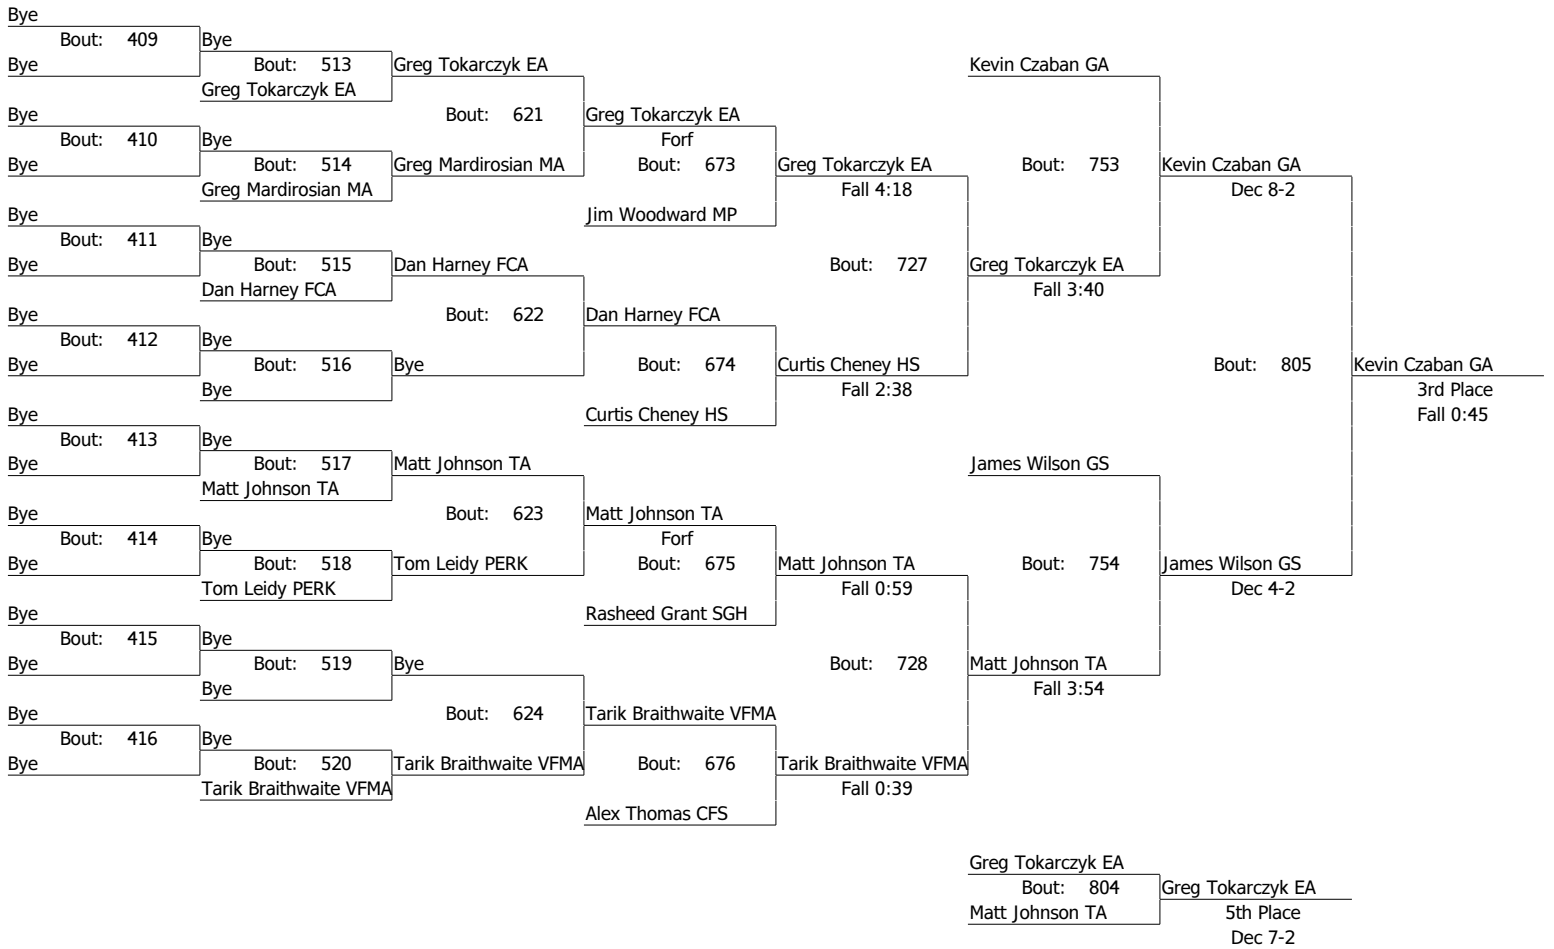 Bye
Bout: 409 Bye
Bye Bout: 513 Greg Tokarczyk EA Kevin Czaban GA
Greg Tokarczyk EA
Bye Bout: 621 Greg Tokarczyk EA
Bout: 410 Bye Forf
Bye Bout: 514 Greg Mardirosian MA Bout: 673 Greg Tokarczyk EA Bout: 753 Kevin Czaban GA
Greg Mardirosian MA Fall 4:18 Dec 8-2
Bye Jim Woodward MP
Bout: 411 Bye
Bye Bout: 515 Dan Harney FCA Bout: 727 Greg Tokarczyk EA
Dan Harney FCA Fall 3:40
Bye Bout: 622 Dan Harney FCA
Bout: 412 Bye
Bye Bout: 516 Bye Bout: 674 Curtis Cheney HS Bout: 805 Kevin Czaban GA
Bye Fall 2:38 3rd Place
Bye Curtis Cheney HS Fall 0:45
Bout: 413 Bye
Bye Bout: 517 Matt Johnson TA James Wilson GS
Matt Johnson TA
Bye Bout: 623 Matt Johnson TA
Bout: 414 Bye Forf
Bye Bout: 518 Tom Leidy PERK Bout: 675 Matt Johnson TA Bout: 754 James Wilson GS
Tom Leidy PERK Fall 0:59 Dec 4-2
Bye Rasheed Grant SGH
Bout: 415 Bye
Bye Bout: 519 Bye Bout: 728 Matt Johnson TA
Bye Fall 3:54
Bye Bout: 624 Tarik Braithwaite VFMA
Bout: 416 Bye
Bye Bout: 520 Tarik Braithwaite VFMA Bout: 676 Tarik Braithwaite VFMA
Tarik Braithwaite VFMA Fall 0:39
Alex Thomas CFS
Greg Tokarczyk EA
Bout: 804 Greg Tokarczyk EA
Matt Johnson TA 5th Place
Dec 7-2